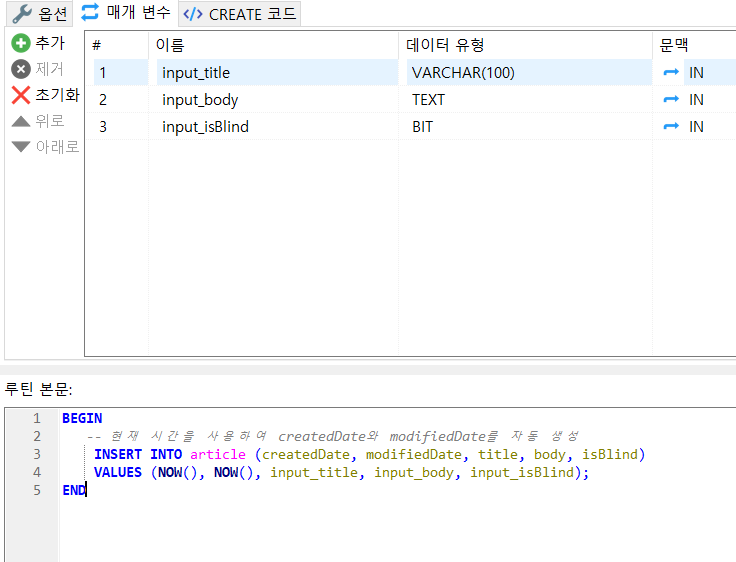 옵션 매개 변수 CREATE 코드
추가
제거
초기화
위로
아래로
# 이름 데이터 유형 문맥
1 input_title VARCHAR(100) IN
2 input_body TEXT IN
3 input_isBlind BIT IN
루틴 본문:
1 BEGIN
2 -- 현재 시간을 사용하여 createdDate와 modifiedDate를 자동 생성
3 INSERT INTO article (createdDate, modifiedDate, title, body, isBlind)
4 VALUES (NOW(), NOW(), input_title, input_body, input_isBlind);
5 END